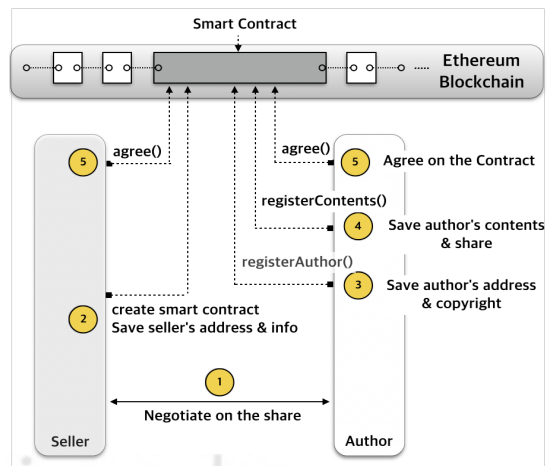 Smart Contract
Ethereum
Blockchain
.....
agree()
agree()
5
5
Agree on the Contract
registerContents()
4
Save author's contents
& share
registerAuthor()
3
Save author's address
& copyright
2
create smart contract
Save seller's address & info
1
Negotiate on the share
Seller
Author